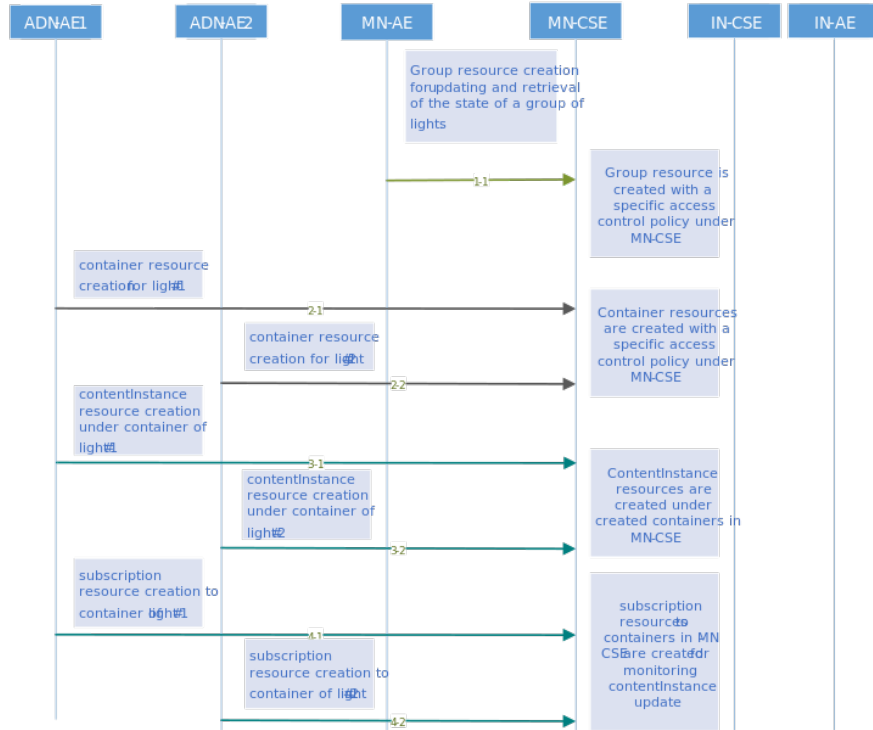 ADN-AE1
ADN-AE2
MN-AE
MN-CSE
IN-CSE
IN-AE
Group resource creation
forupdating and retrieval
of the state of a group of
lights
1-1
Group resource is
created with a
specific access
control policy under
MN-CSE
container resource
creation for light#1
2-1
Container resources
are created with a
specific access
control policy under
MN-CSE
container resource
creation for light#2
2-2
contentInstance
resource creation
under container of
light#1
3-1
contentInstance
resource creation
under container of
light#2
3-2
ContentInstance
resources are
created under
created containers in
MN-CSE
subscription
resource creation to
container of light#1
4-1
subscription
resource creation to
container of light#2
4-2
subscription
resources to
containers in MN-
CSE are created for
monitoring
contentInstance
update